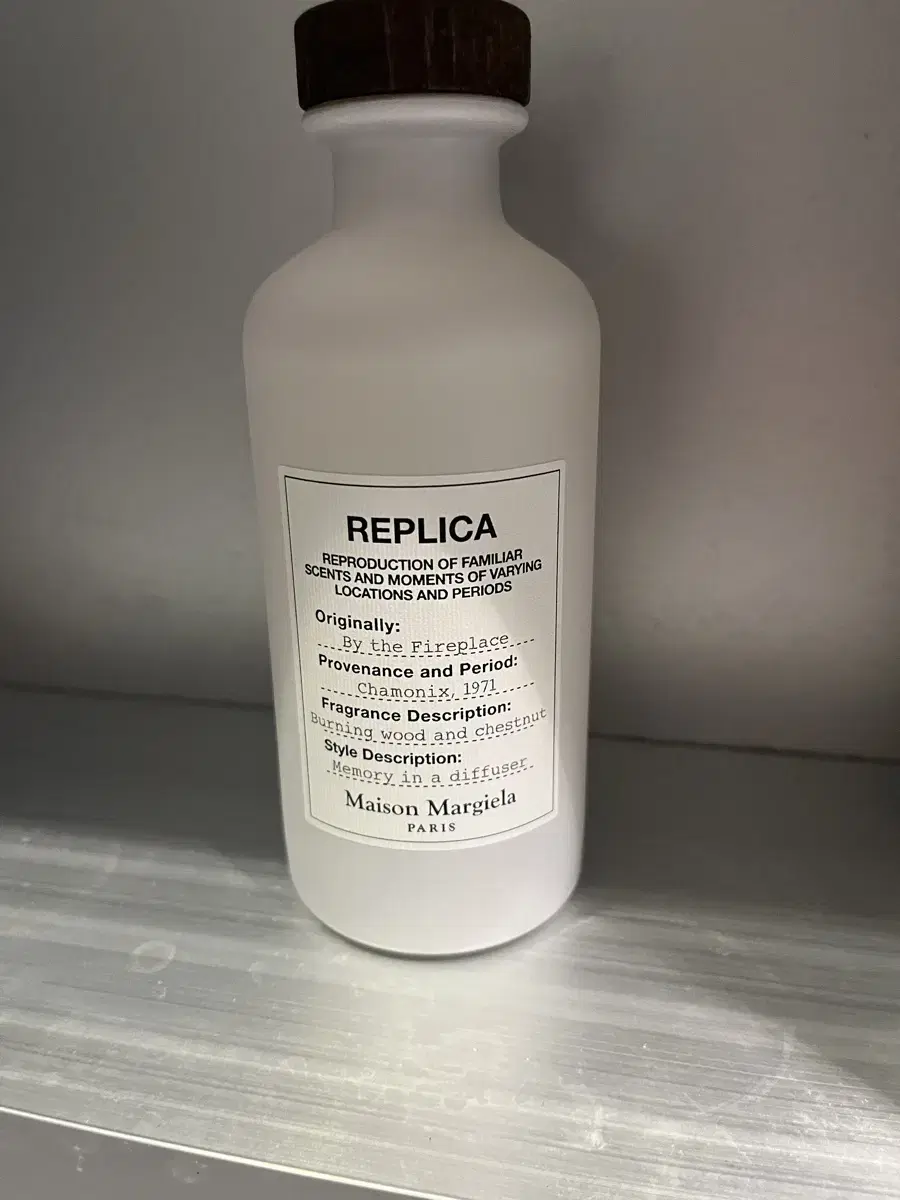 REPLICA
REPRODUCTION OF FAMILIAR
SCENTS AND MOMENTS OF VARYING
LOCATIONS AND PERIODS
Originally:
By the Fireplace
Provenance and Period:
Chamonix, 1971
Fragrance Description:
Burning wood and chestnut
Style Description:
Memory in a diffuser
Maison Margiela
PARIS